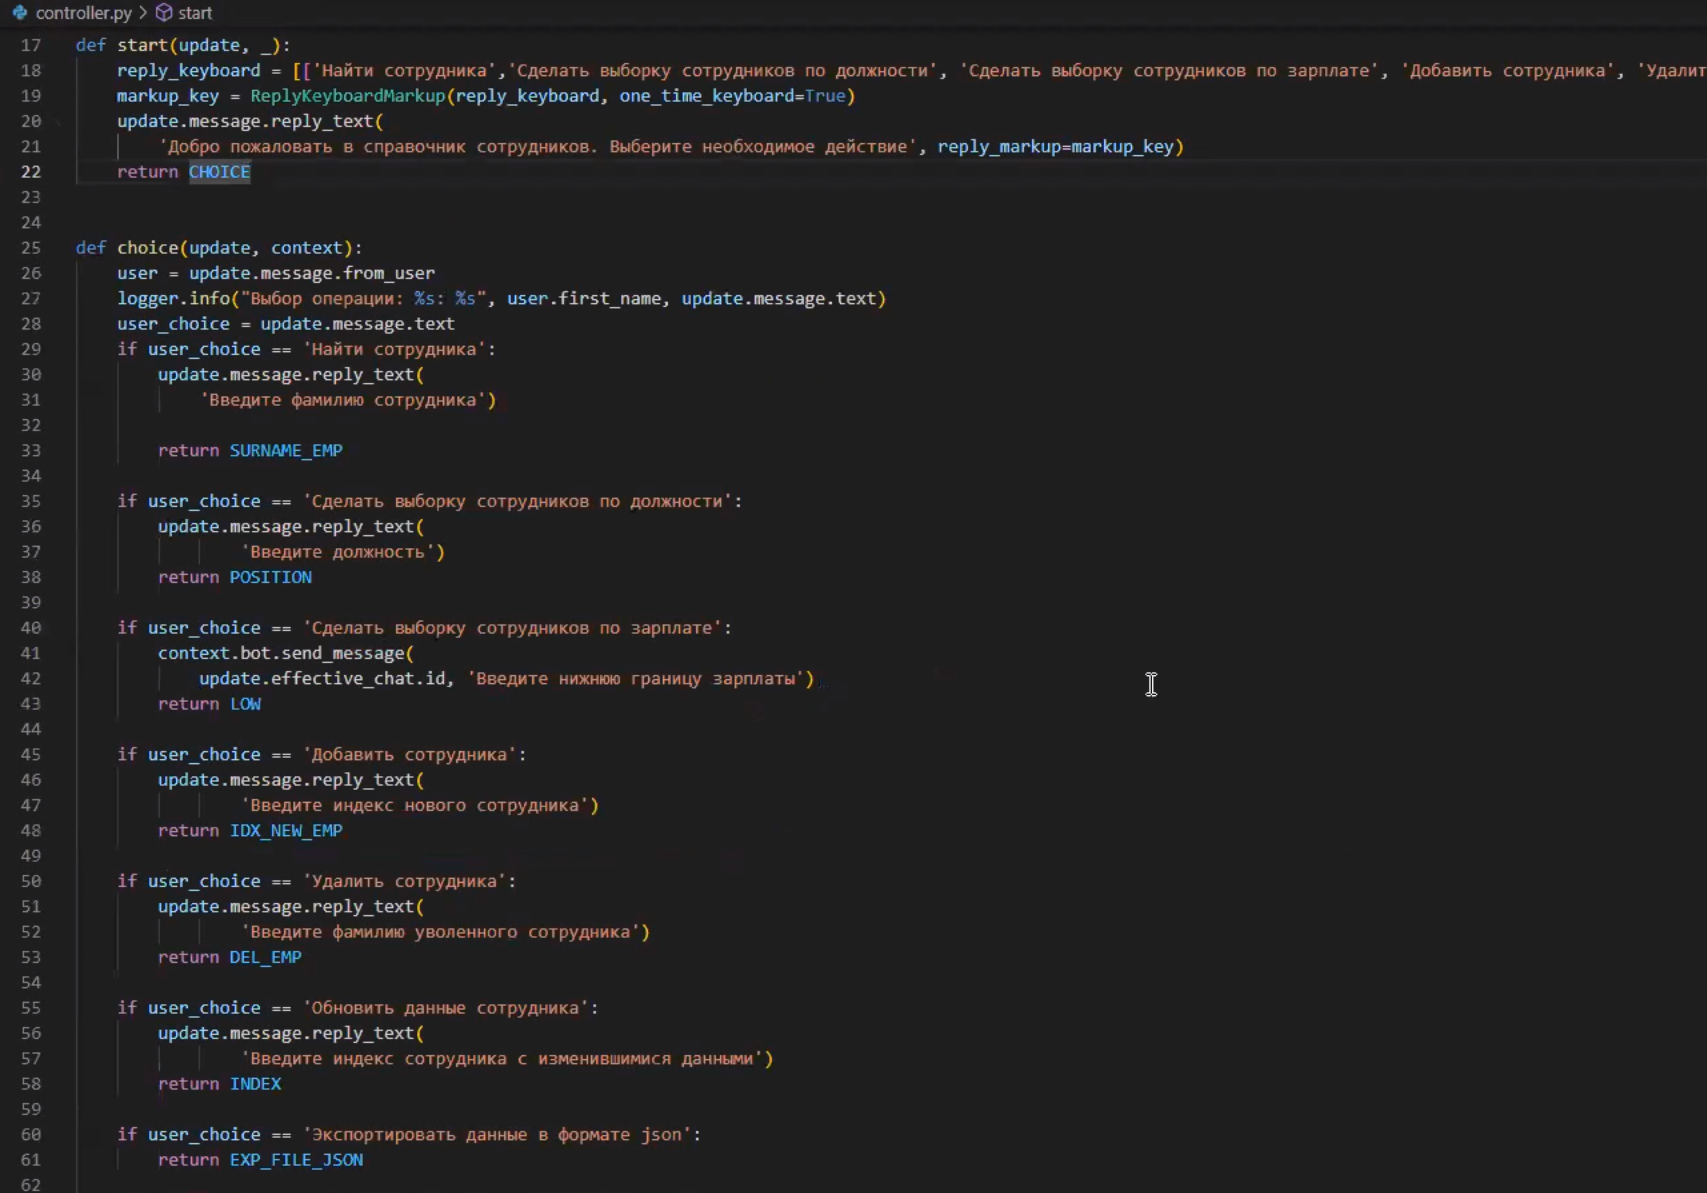 controller.py > start
17 def start(update, _):
18 reply_keyboard = [['Найти сотрудника','Сделать выборку сотрудников по должности', 'Сделать выборку сотрудников по зарплате', 'Добавить сотрудника', 'Удалит
19 markup_key = ReplyKeyboardMarkup(reply_keyboard, one_time_keyboard=True)
20 update.message.reply_text(
21 'Добро пожаловать в справочник сотрудников. Выберите необходимое действие', reply_markup=markup_key)
22 return CHOICE
23
24
25 def choice(update, context):
26 user = update.message.from_user
27 logger.info("Выбор операции: %s: %s", user.first_name, update.message.text)
28 user_choice = update.message.text
29 if user_choice == 'Найти сотрудника':
30 update.message.reply_text(
31 'Введите фамилию сотрудника')
32
33 return SURNAME_EMP
34
35 if user_choice == 'Сделать выборку сотрудников по должности':
36 update.message.reply_text(
37 'Введите должность')
38 return POSITION
39
40 if user_choice == 'Сделать выборку сотрудников по зарплате':
41 context.bot.send_message(
42 update.effective_chat.id, 'Введите нижнюю границу зарплаты')
43 return LOW
44
45 if user_choice == 'Добавить сотрудника':
46 update.message.reply_text(
47 'Введите индекс нового сотрудника')
48 return IDX_NEW_EMP
49
50 if user_choice == 'Удалить сотрудника':
51 update.message.reply_text(
52 'Введите фамилию уволенного сотрудника')
53 return DEL_EMP
54
55 if user_choice == 'Обновить данные сотрудника':
56 update.message.reply_text(
57 'Введите индекс сотрудника с изменившимися данными')
58 return INDEX
59
60 if user_choice == 'Экспортировать данные в формате json':
61 return EXP_FILE_JSON
62